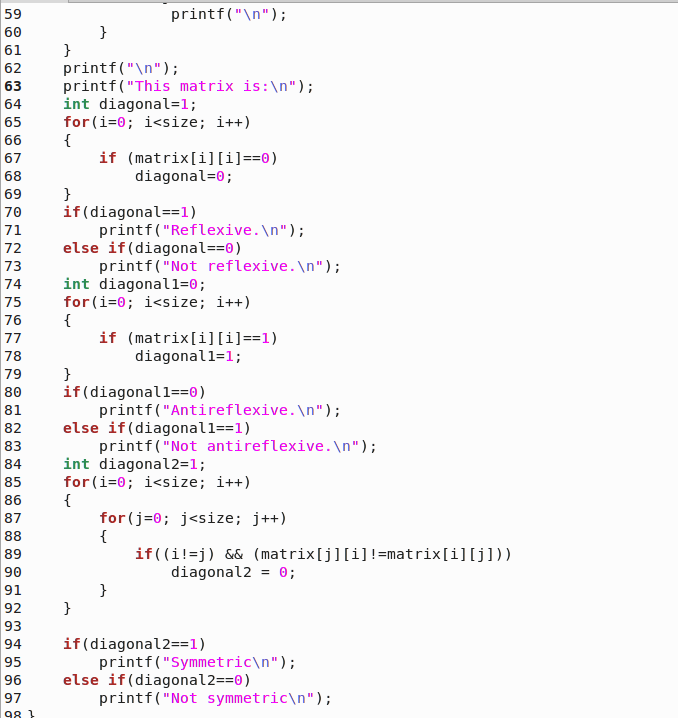 59                 printf("\n");
60         }
61     }
62     printf("\n");
63     printf("This matrix is:\n");
64     int diagonal=1;
65     for(i=0; i<size; i++)
66     {
67         if (matrix[i][i]==0)
68             diagonal=0;
69     }
70     if(diagonal==1)
71         printf("Reflexive.\n");
72     else if(diagonal==0)
73         printf("Not reflexive.\n");
74     int diagonal1=0;
75     for(i=0; i<size; i++)
76     {
77         if (matrix[i][i]==1)
78             diagonal1=1;
79     }
80     if(diagonal1==0)
81         printf("Antireflexive.\n");
82     else if(diagonal1==1)
83         printf("Not antireflexive.\n");
84     int diagonal2=1;
85     for(i=0; i<size; i++)
86     {
87         for(j=0; j<size; j++)
88         {
89             if((i!=j) && (matrix[j][i]!=matrix[i][j]))
90                 diagonal2 = 0;
91         }
92     }
93
94     if(diagonal2==1)
95         printf("Symmetric\n");
96     else if(diagonal2==0)
97         printf("Not symmetric\n");
98 }